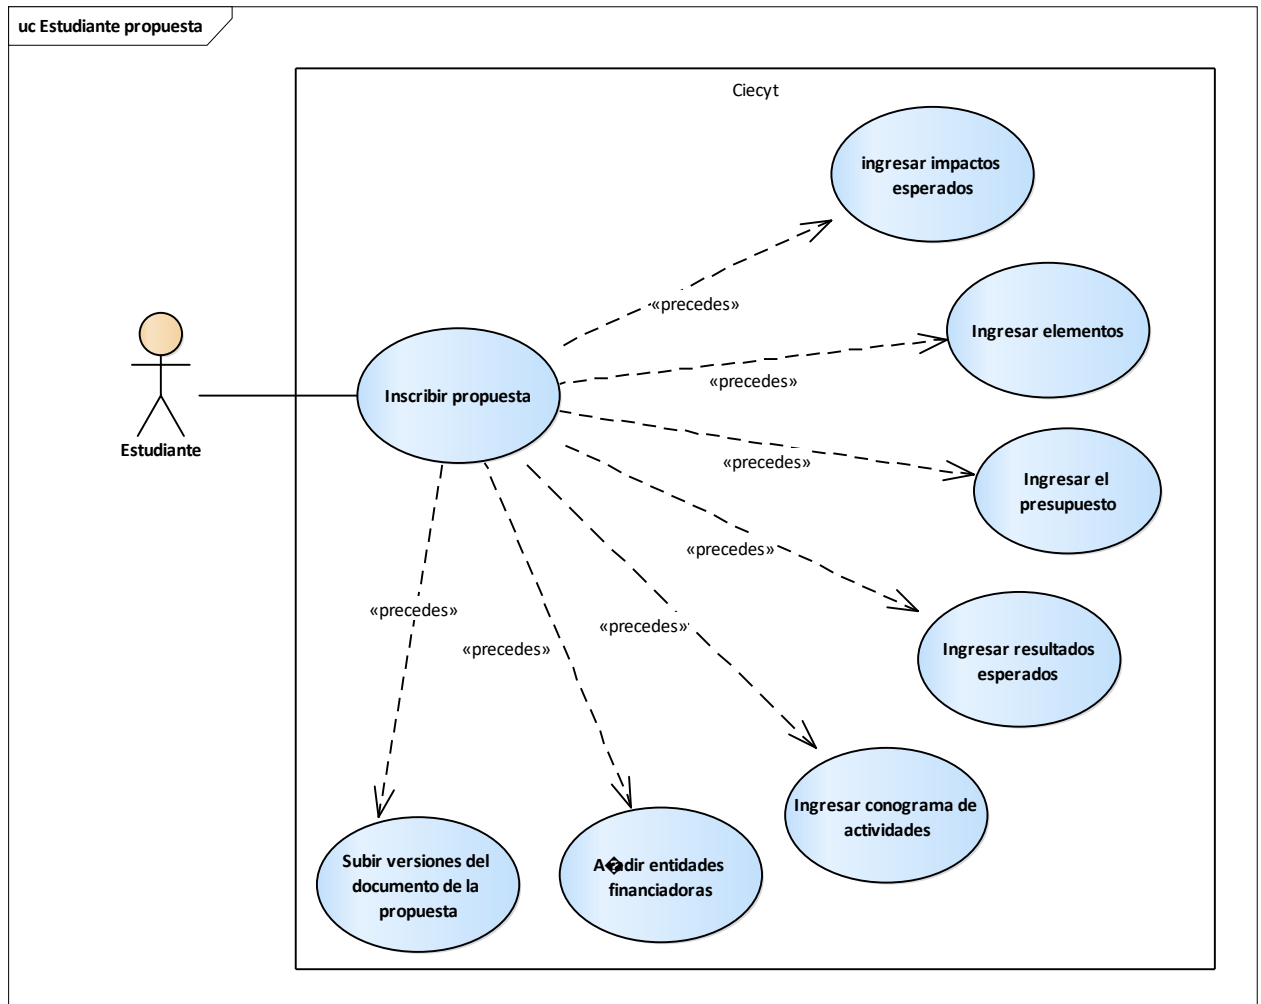 uc Estudiante propuesta
Ciecyt
ingresar impactos
esperados
«precedes»
Ingresar elementos
«precedes»
Inscribir propuesta
Estudiante
«precedes»
Ingresar el
presupuesto
«precedes»
«precedes»
«precedes»
«precedes»
Ingresar resultados
esperados
Ingresar conograma de
actividades
Subir versiones del
documento de la
propuesta
A�adir entidades
financiadoras